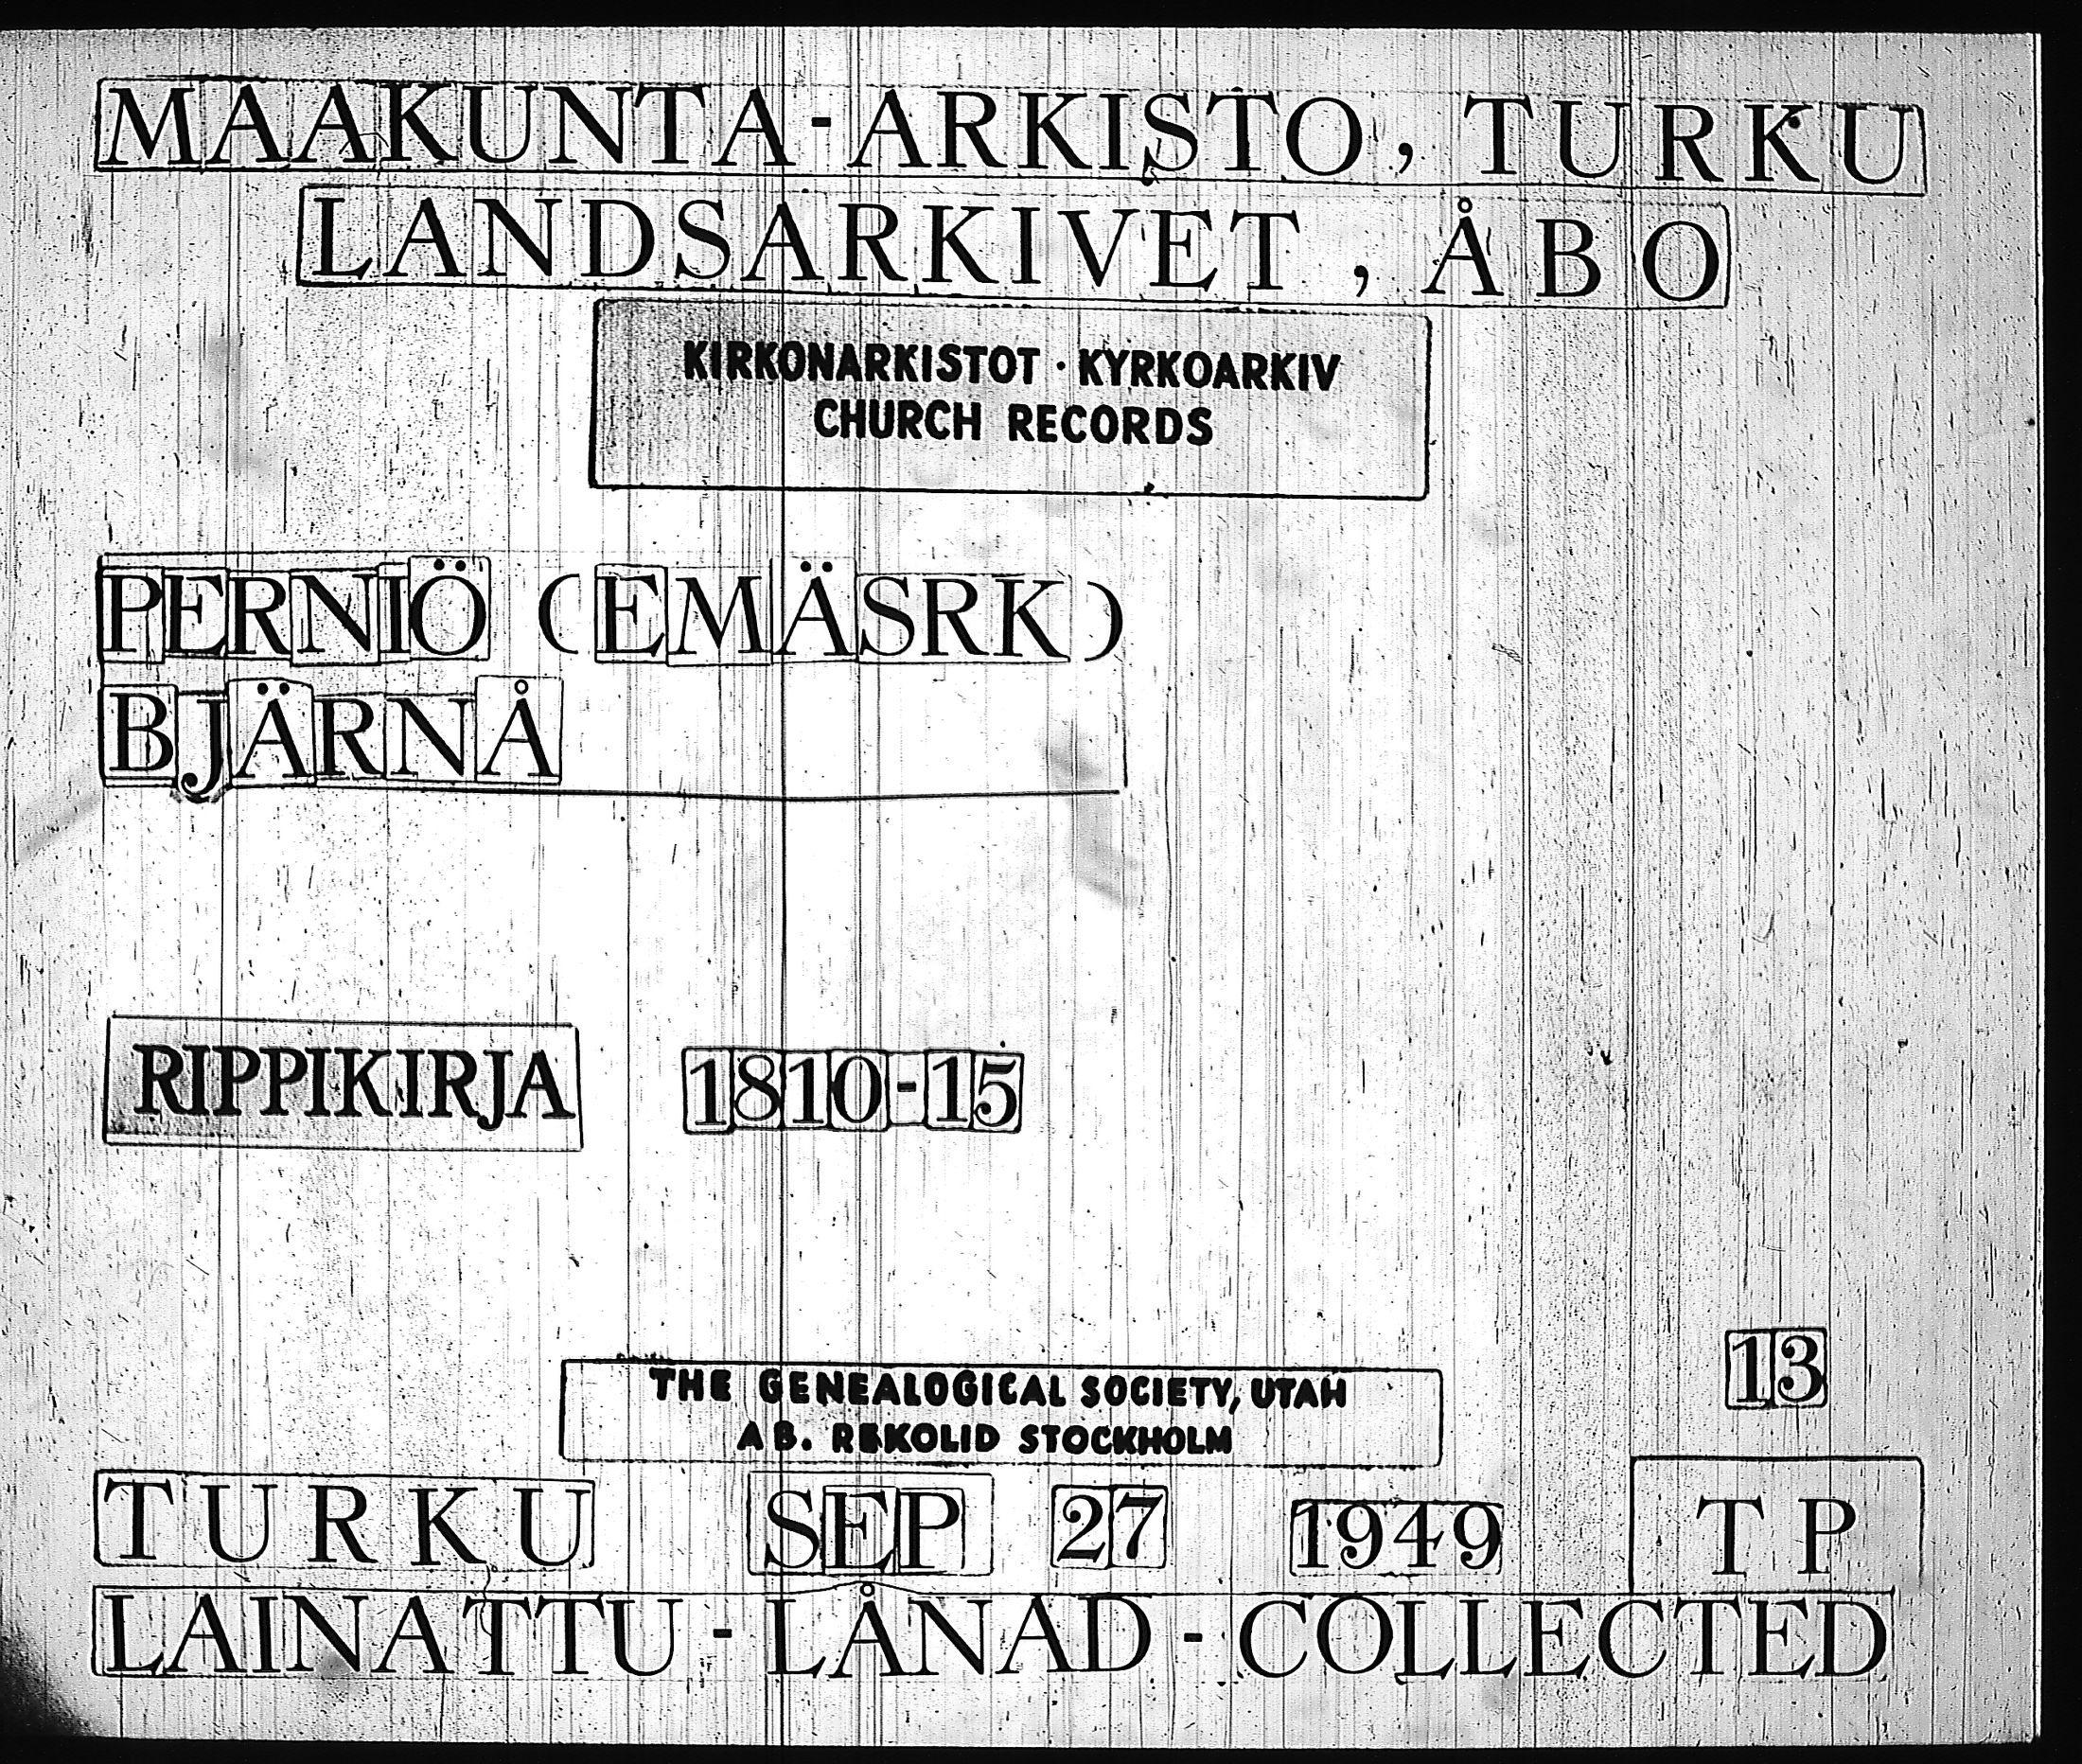 MAAKUNTA-ARKISTO, TURKU
LANDSARKIVET, ÅBO
KIRKONARKISTOT · KYRKOARKIV
CHURCH RECORDS
PERNIÖ (EMÄSRK)
BJÄRNÅ
RIPPIKIRJA 1810-15
13
THE GENEALOGICAL SOCIETY, UTAH
AB. REKOLID STOCKHOLM
TURKU SEP 27 1949 TP
LAINATTU - LÅNAD - COLLECTED